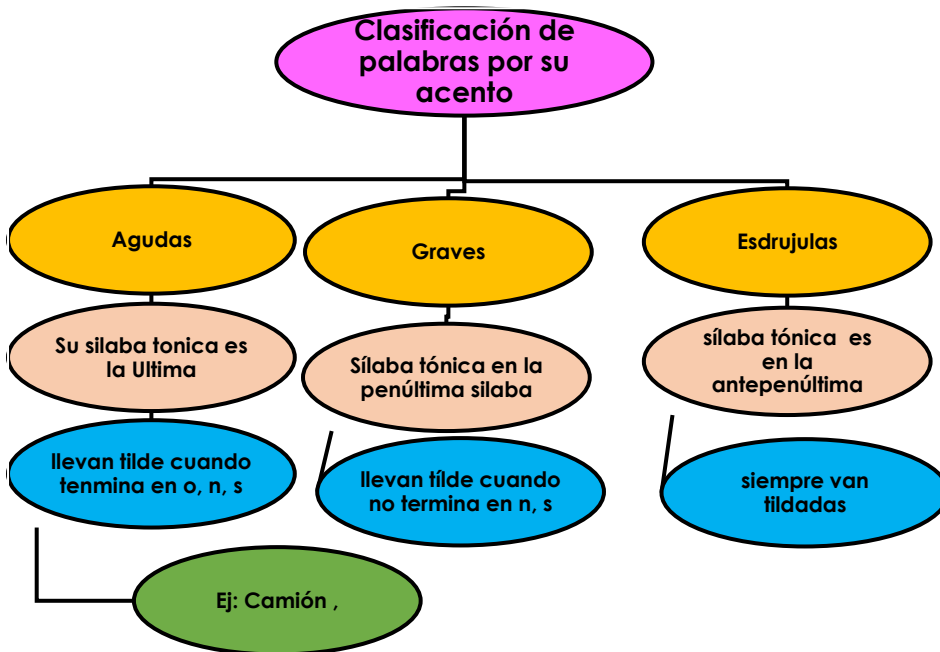 Clasificación de
palabras por su
acento
Agudas
Graves
Esdrujulas
Su silaba tonica es
la Ultima
Sílaba tónica en la
penúltima silaba
sílaba tónica es
en la
antepenúltima
llevan tilde cuando
tenmina en o, n, s
llevan tílde cuando
no termina en n, s
siempre van
tildadas
Ej: Camión ,